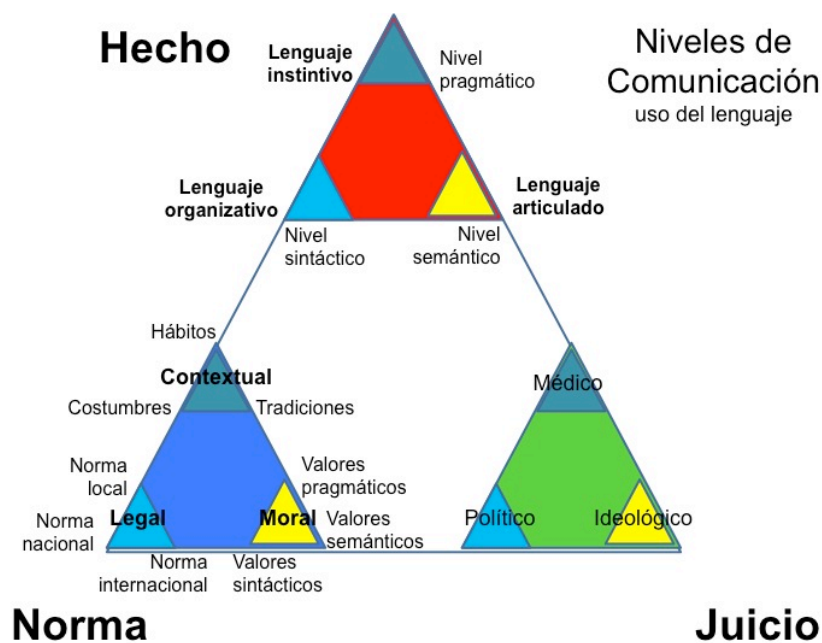 Hecho
Lenguaje
instintivo
Nivel
pragmático
Niveles de
Comunicación
uso del lenguaje
Lenguaje
organizativo
Lenguaje
articulado
Nivel
sintáctico
Nivel
semántico
Hábitos
Contextual
Costumbres
Tradiciones
Médico
Norma
local
Valores
pragmáticos
Norma
nacional
Legal
Moral
Valores
semánticos
Político
Ideológico
Norma
internacional
Valores
sintácticos
Norma
Juicio